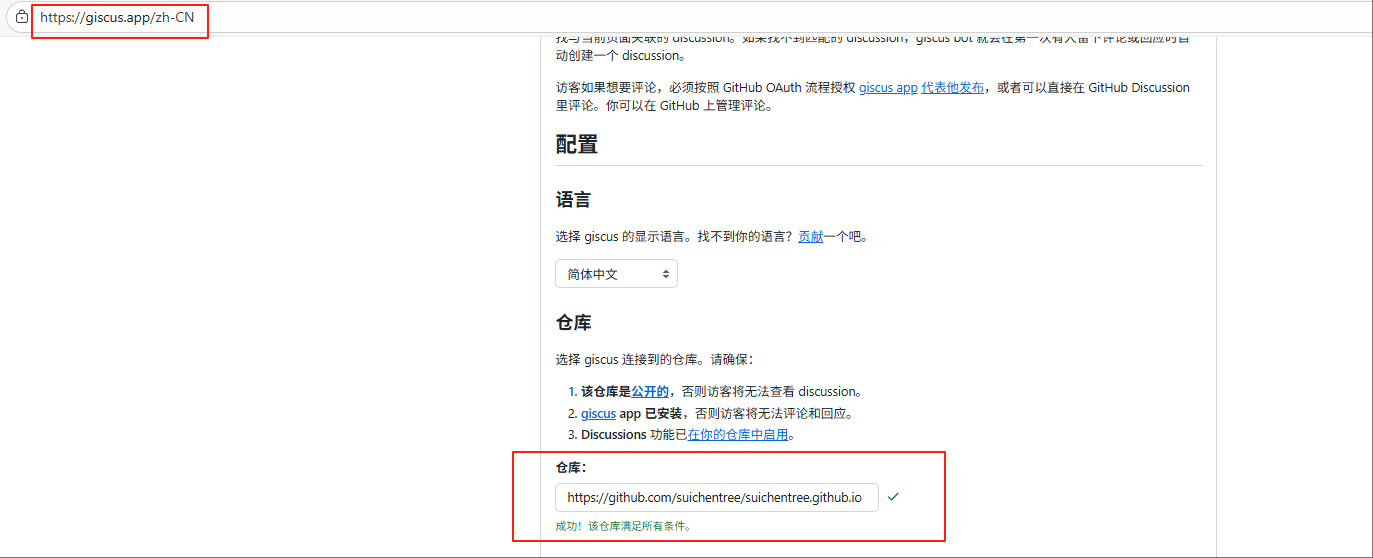 https://giscus.app/zh-CN
找与当前页面关联的 discussion。如果找不到匹配的 discussion，giscus bot 就会在第一次有人留下评论或回应时自
动创建一个 discussion。
访客如果想要评论，必须按照 GitHub OAuth 流程授权 giscus app 代表他发布，或者可以直接在 GitHub Discussion
里评论。你可以在 GitHub 上管理评论。
配置
语言
选择 giscus 的显示语言。找不到你的语言？贡献一个吧。
简体中文
仓库
选择 giscus 连接到的仓库。请确保：
1. 该仓库是公开的，否则访客将无法查看 discussion。
2. giscus app 已安装，否则访客将无法评论和回应。
3. Discussions 功能已在你的仓库中启用。
仓库：
https://github.com/suichentree/suichentree.github.io
成功！该仓库满足所有条件。